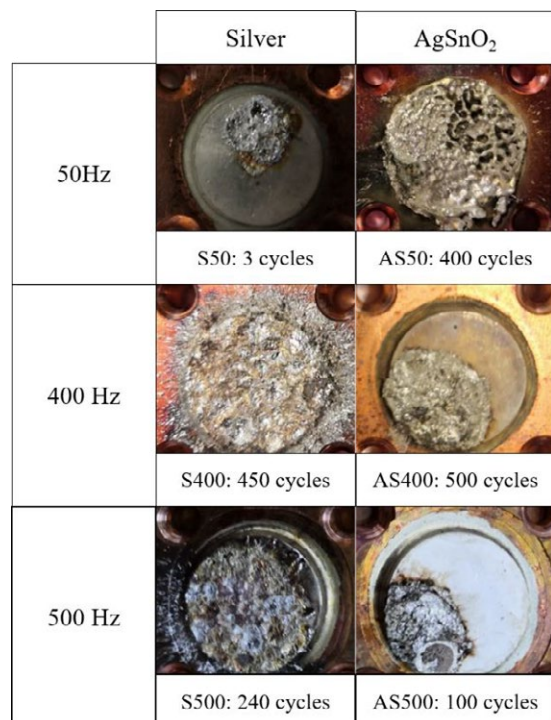 Silver
AgSnO₂
50Hz
S50: 3 cycles
AS50: 400 cycles
400 Hz
S400: 450 cycles
AS400: 500 cycles
500 Hz
S500: 240 cycles
AS500: 100 cycles